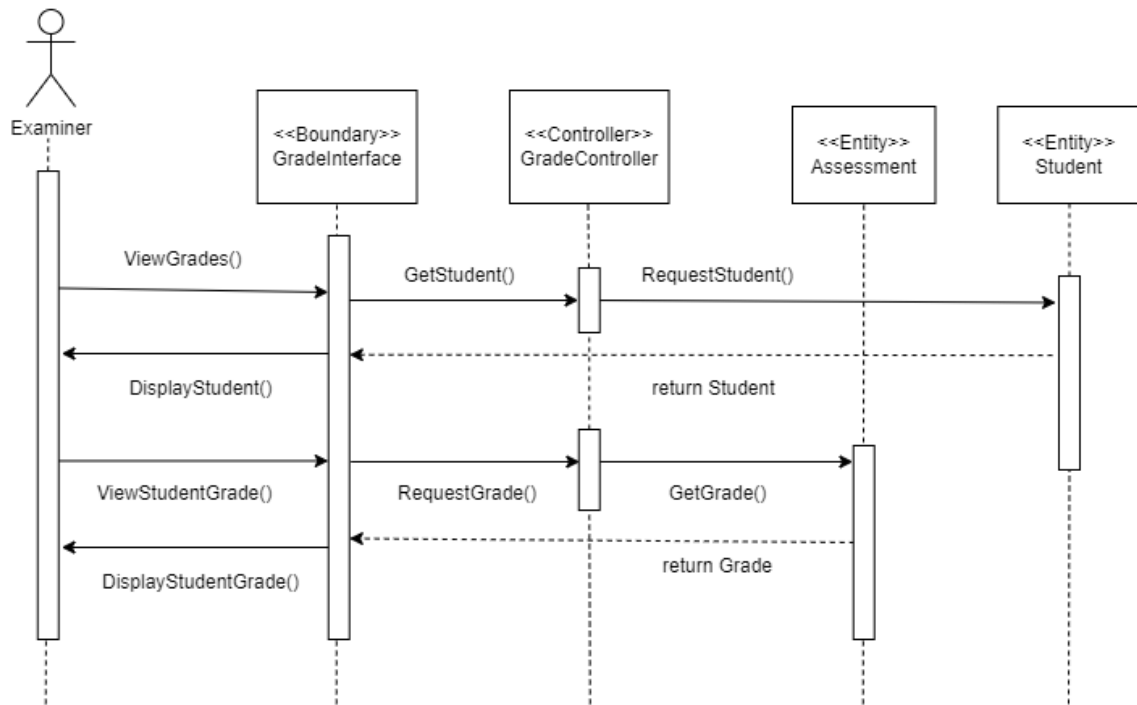 Examiner
<<Boundary>>
GradeInterface
<<Controller>>
GradeController
<<Entity>>
Assessment
<<Entity>>
Student
ViewGrades()
GetStudent()
RequestStudent()
DisplayStudent()
return Student
ViewStudentGrade()
RequestGrade()
GetGrade()
DisplayStudentGrade()
return Grade